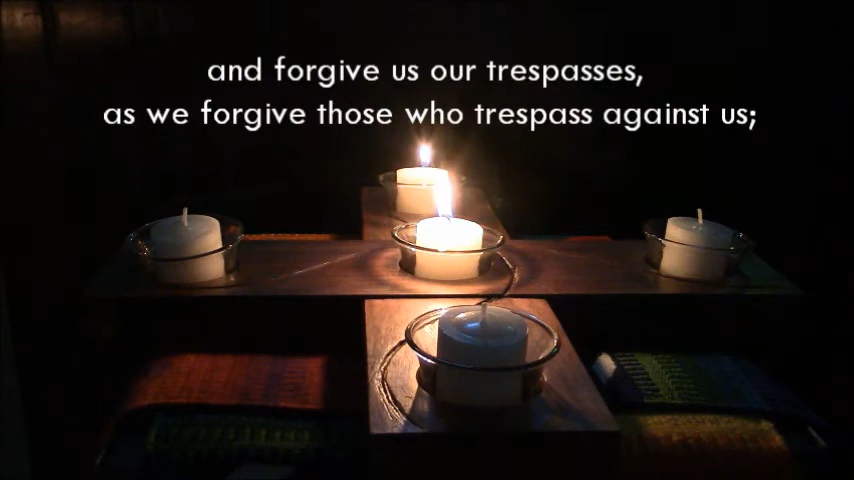 and forgive us our trespasses,
as we forgive those who trespass against us;